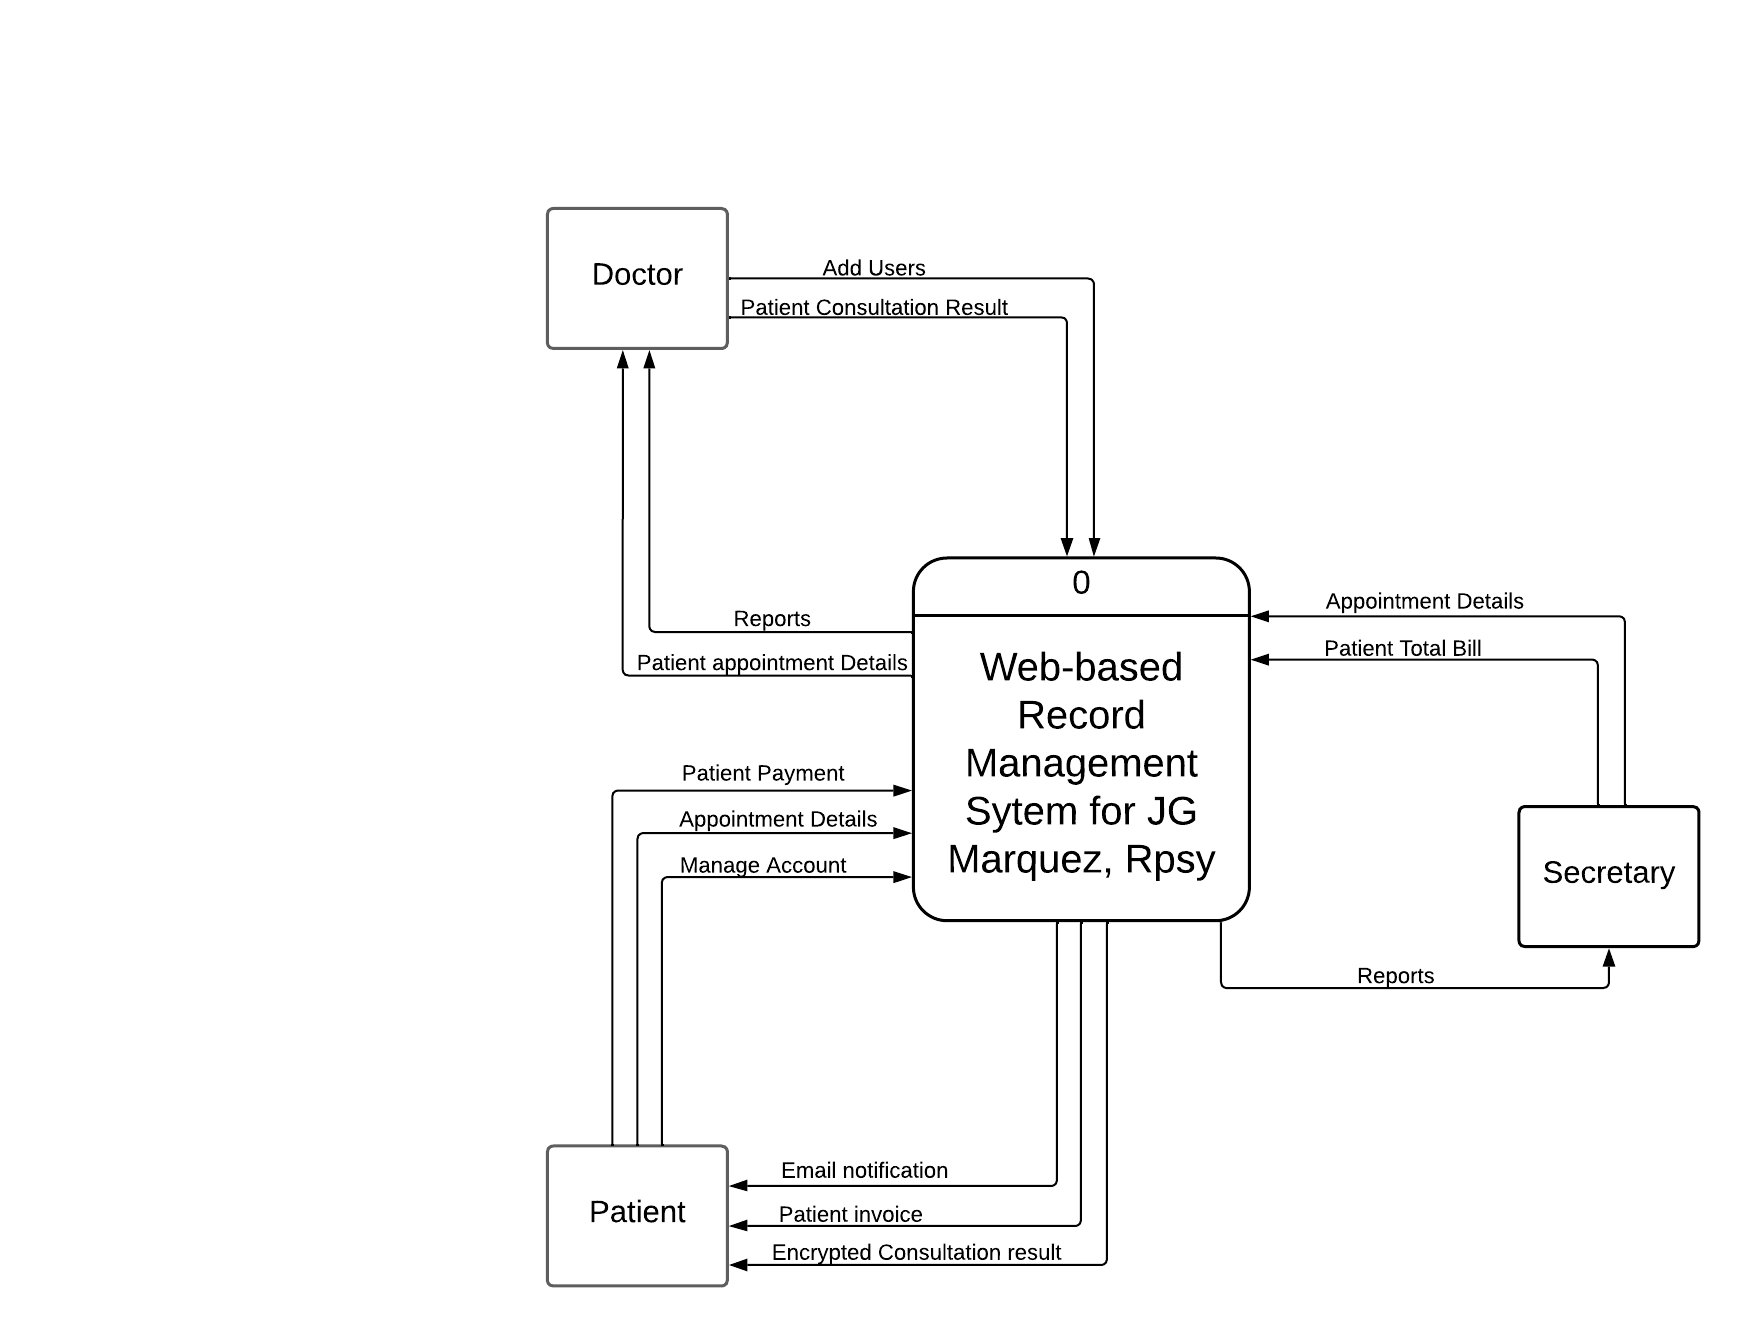 Doctor
Add Users
Patient Consultation Result
0
Web-based
Record
Management
Sytem for JG
Marquez, Rpsy
Reports
Patient appointment Details
Appointment Details
Patient Total Bill
Secretary
Reports
Patient Payment
Appointment Details
Manage Account
Patient
Email notification
Patient invoice
Encrypted Consultation result